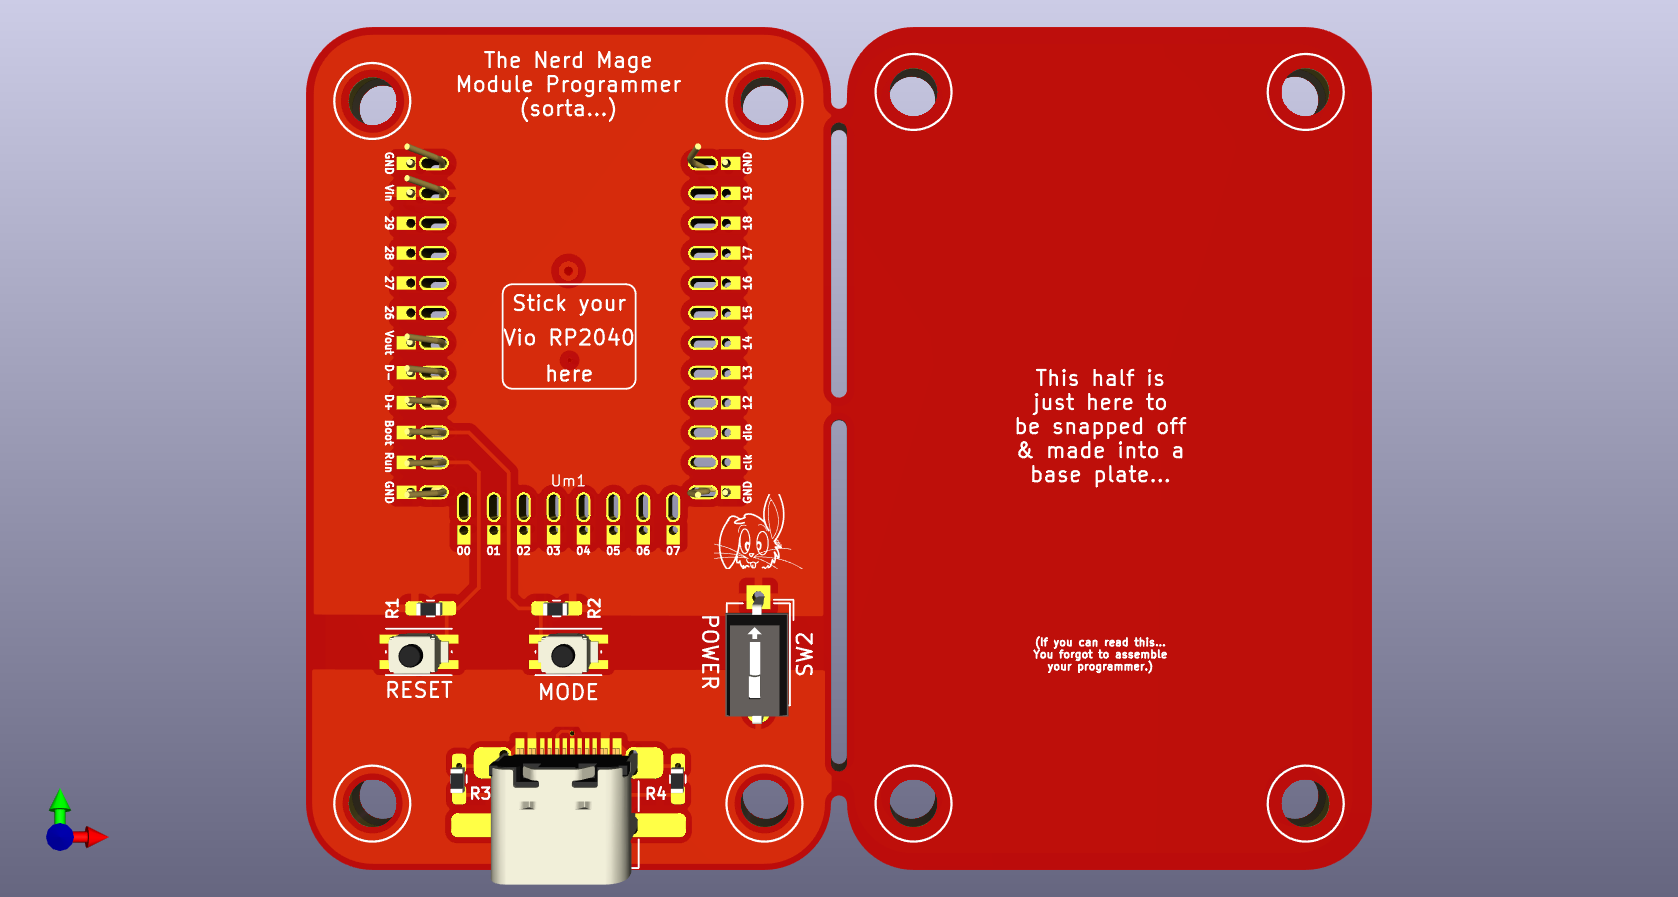 The Nerd Mage
Module Programmer
(sorta...)
GND
Vin
29
28
27
26
Vout
D-
D+
Boot
Run
GND
GND
19
18
17
16
15
14
13
12
dio
clk
GND
Stick your
Vio RP2040
here
Um1
00 01 02 03 04 05 06 07
R1
R2
RESET
MODE
POWER
SW2
R3
R4
This half is
just here to
be snapped off
& made into a
base plate...
(If you can read this...
You forgot to assemble
your programmer.)